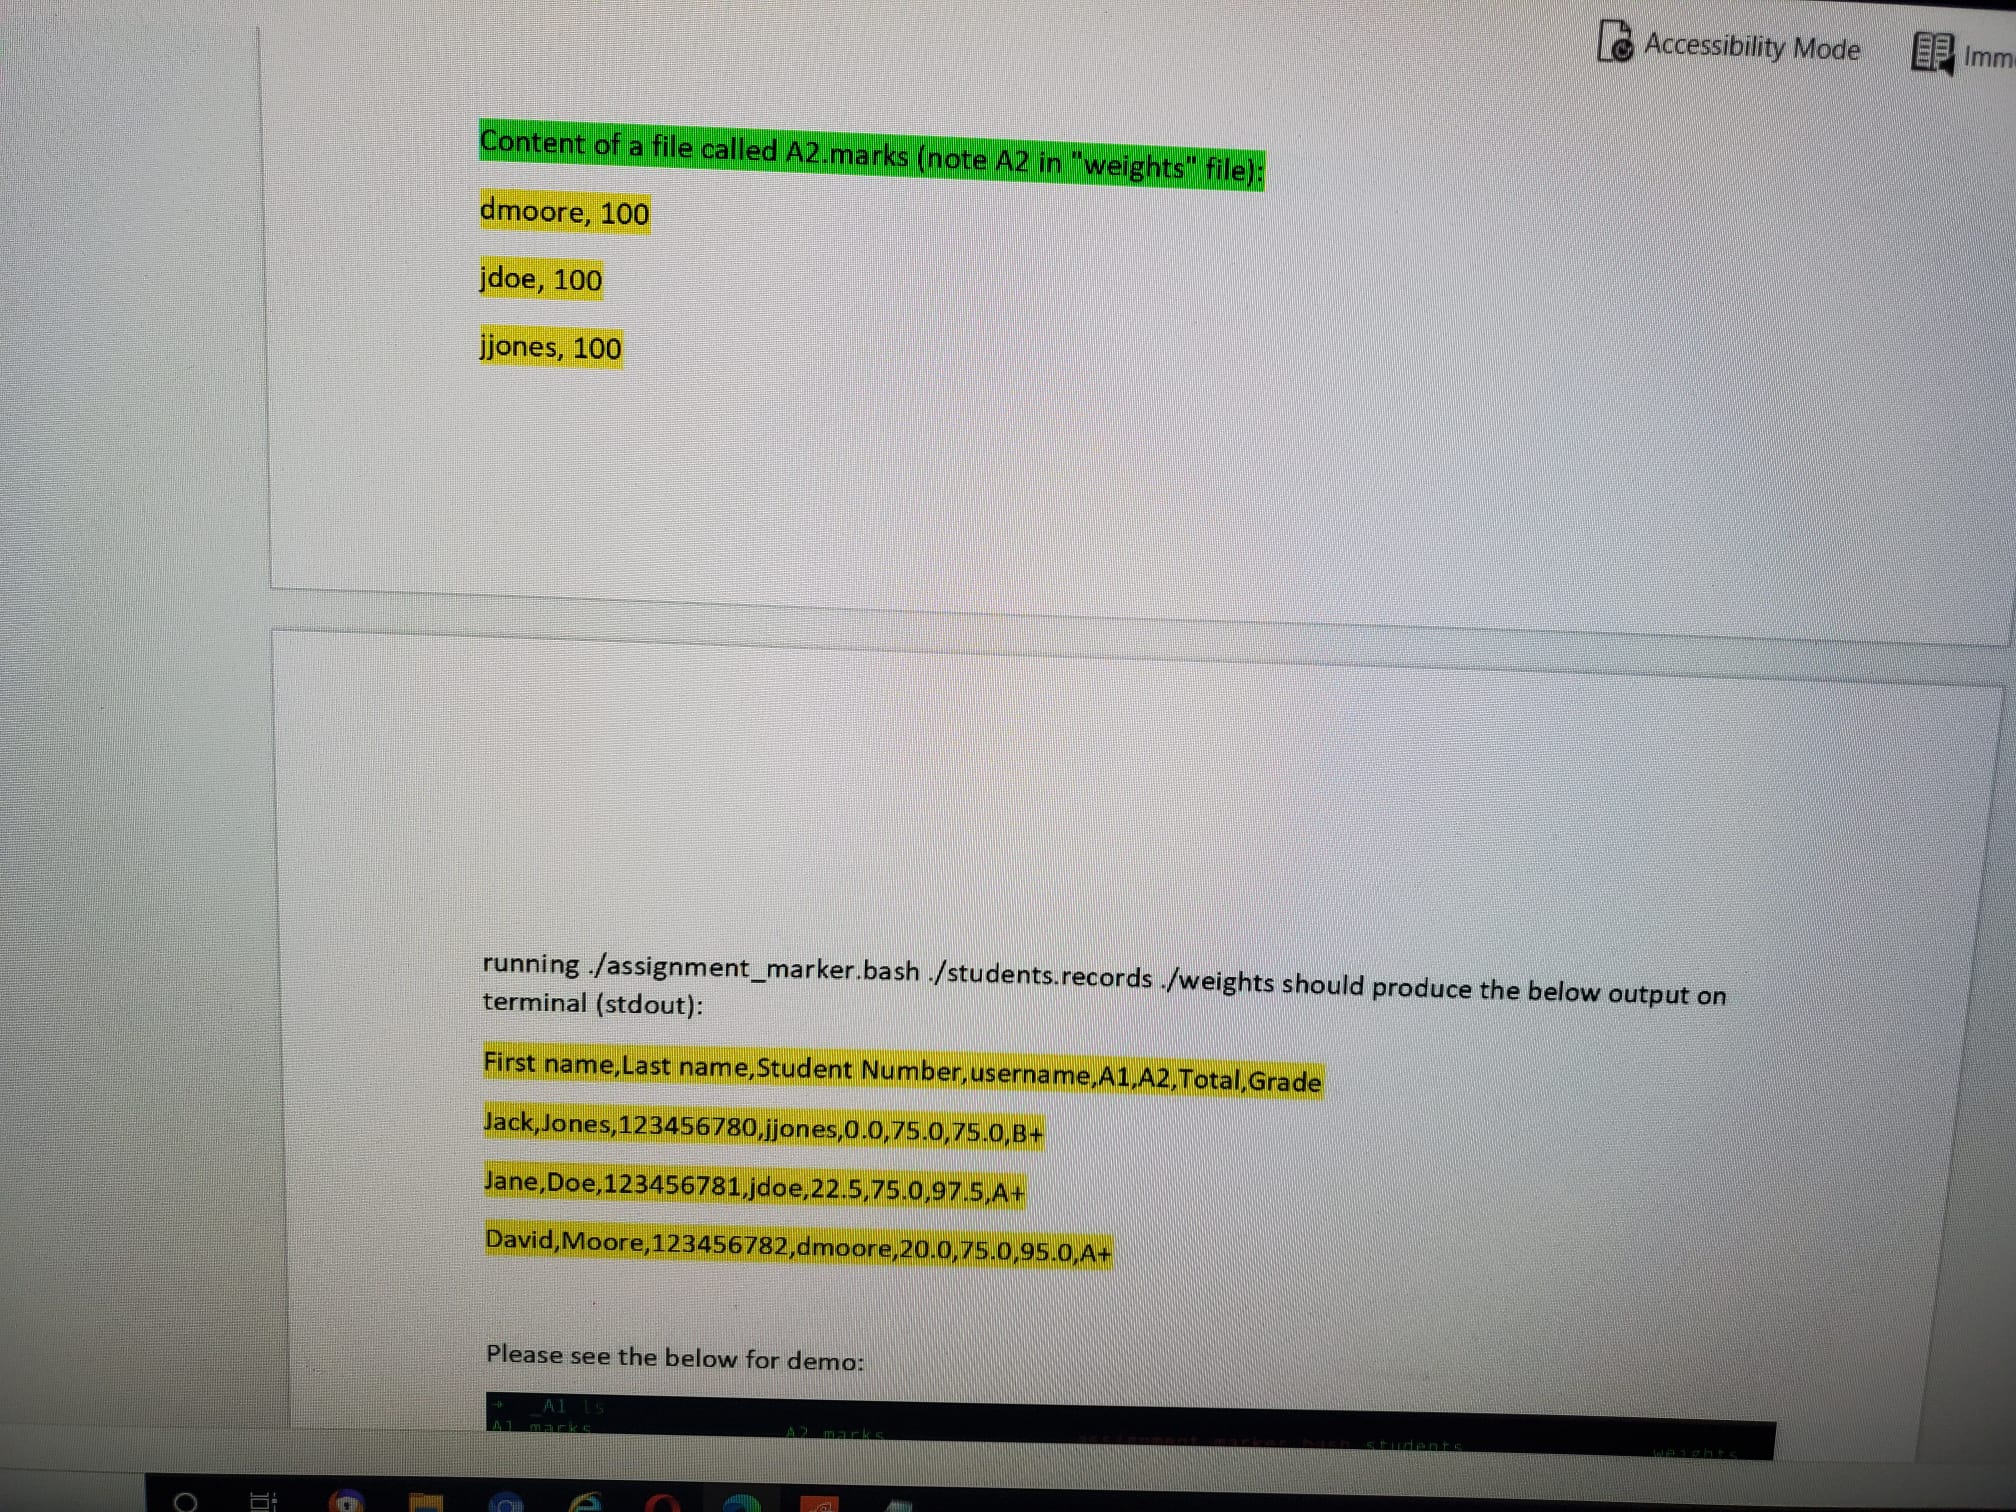 Accessibility Mode
Content of a file called A2.marks (note A2 in "weights" file):
dmoore, 100
jdoe, 100
jjones, 100
running ./assignment_marker.bash ./students.records ./weights should produce the below output on
terminal (stdout):
First name,Last name,Student Number,username,A1,A2,Total,Grade
Jack,Jones,123456780,jjones,0.0,75.0,75.0,B+
Jane,Doe,123456781,jdoe,22.5,75.0,97.5,A+
David,Moore,123456782,dmoore,20.0,75.0,95.0,A+
Please see the below for demo:
_A1 ls
A1 marks A2 marks students weights